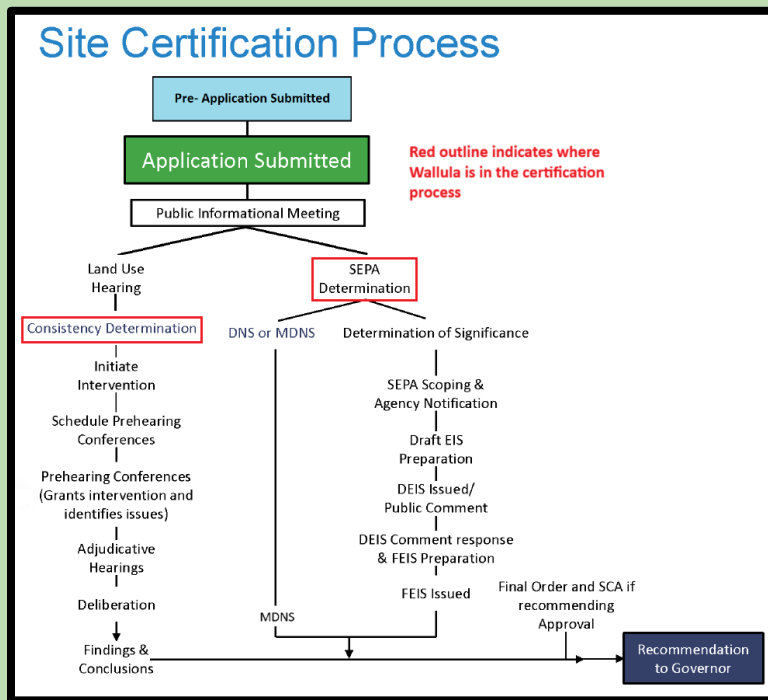 Site Certification Process
Pre- Application Submitted
Application Submitted
Red outline indicates where
Wallula is in the certification
process
Public Informational Meeting
Land Use
Hearing
Consistency Determination
Initiate
Intervention
Schedule Prehearing
Conferences
Prehearing Conferences
(Grants intervention and
identifies issues)
Adjudicative
Hearings
Deliberation
Findings &
Conclusions
SEPA
Determination
DNS or MDNS
MDNS
Determination of Significance
SEPA Scoping &
Agency Notification
Draft EIS
Preparation
DEIS Issued/
Public Comment
DEIS Comment response
& FEIS Preparation
FEIS Issued
Final Order and SCA if
recommending
Approval
Recommendation
to Governor